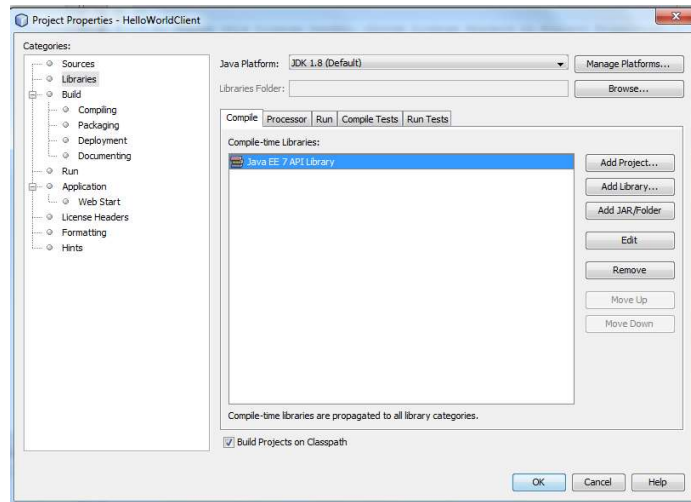 Project Properties - HelloWorldClient
Categories:
Sources
Libraries
Build
Compiling
Packaging
Deployment
Documenting
Run
Application
Web Start
License Headers
Formatting
Hints
Java Platform: JDK 1.8 (Default) Manage Platforms...
Libraries Folder: Browse...
Compile Processor Run Compile Tests Run Tests
Compile-time Libraries:
Java EE 7 API Library
Add Project...
Add Library...
Add JAR/Folder
Edit
Remove
Move Up
Move Down
Compile-time libraries are propagated to all library categories.
Build Projects on Classpath
OK Cancel Help